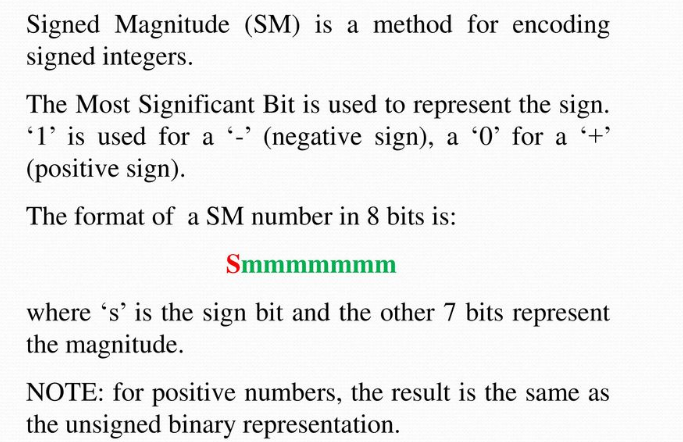 Signed Magnitude (SM) is a method for encoding
signed integers.
The Most Significant Bit is used to represent the sign.
‘1’ is used for a ‘-’ (negative sign), a ‘0’ for a ‘+’
(positive sign).
The format of a SM number in 8 bits is:
Smmmmmmm
where ‘s’ is the sign bit and the other 7 bits represent
the magnitude.
NOTE: for positive numbers, the result is the same as
the unsigned binary representation.